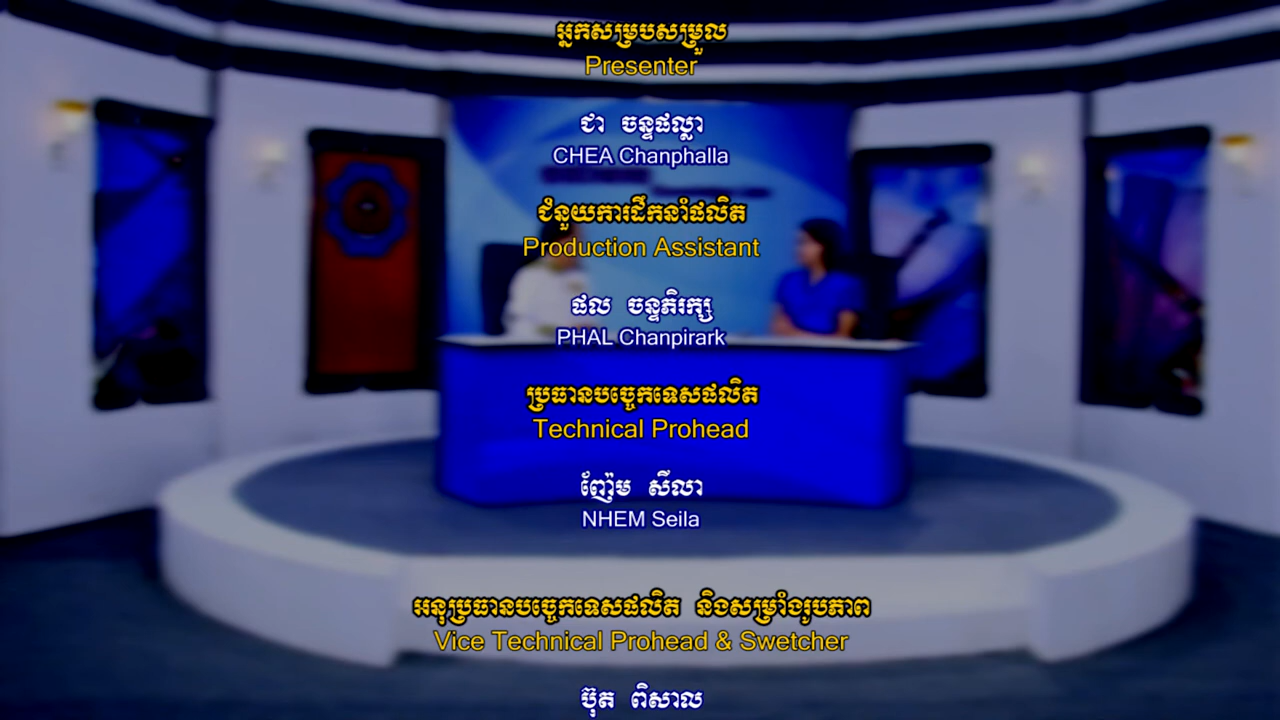 អ្នកសម្របសម្រួល
Presenter
ជា ចន្ទផល្លា
CHEA Chanphalla
ជំនួយការដឹកនាំផលិត
Production Assistant
ផល ចន្ទភិរក្ស
PHAL Chanpirark
ប្រធានបច្ចេកទេសផលិត
Technical Prohead
ញ៉ែម សីលា
NHEM Seila
អនុប្រធានបច្ចេកទេសផលិត និងសម្រាំងរូបភាព
Vice Technical Prohead & Swetcher
ប៊ុត ពិសាល